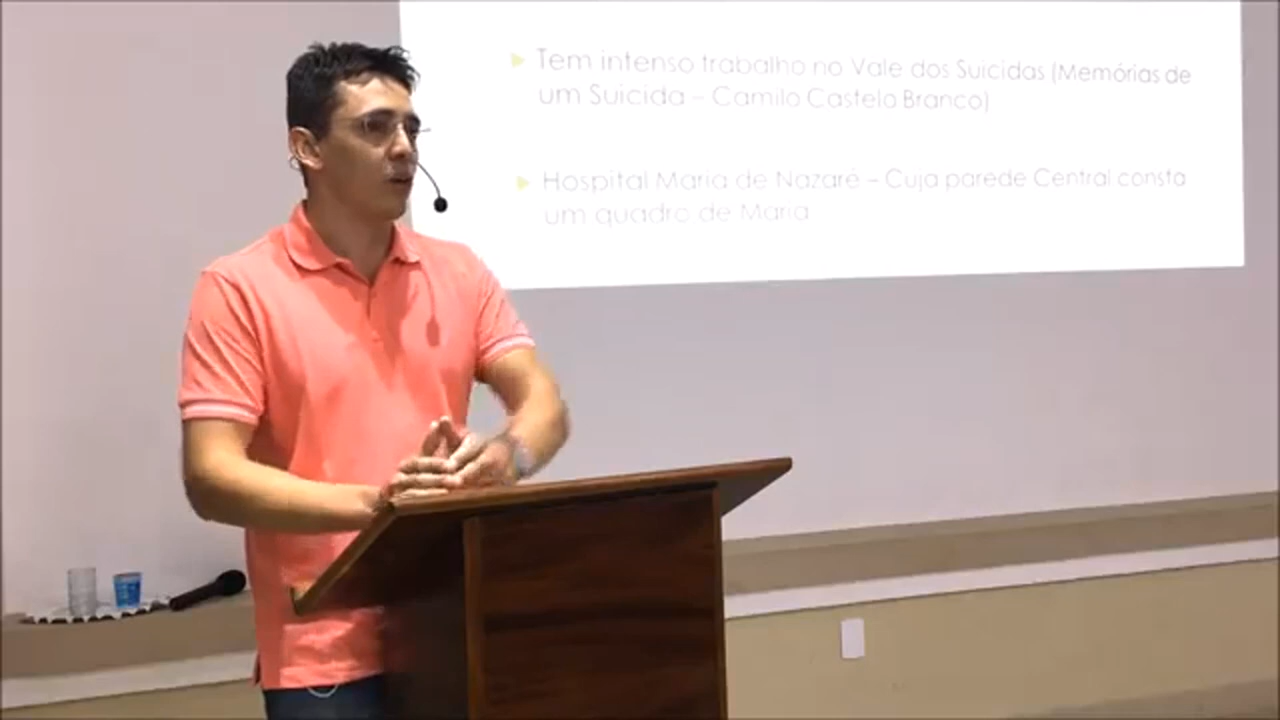 Tem intenso trabalho no Vale dos Suicidas (Memórias de
um Suicida – Camilo Castelo Branco)
Hospital Maria de Nazaré – Cuja parede Central consta
um quadro de Maria